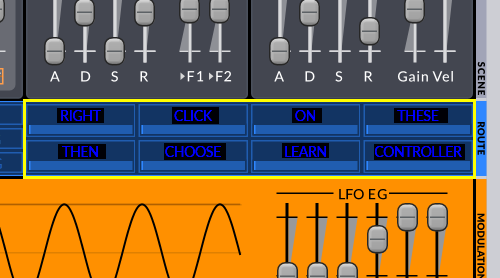 A D S R F1 F2 A D S R Gain Vel
SCENE
RIGHT CLICK ON THESE
ROUTE
THEN CHOOSE LEARN CONTROLLER
LFO EG
MODULATION